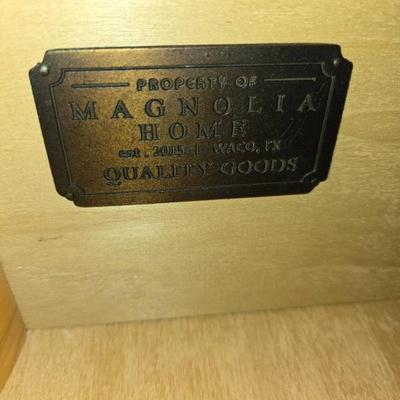 PROPERTY OF
MAGNOLIA
HOME
est. 2015 | WACO, TX
QUALITY GOODS